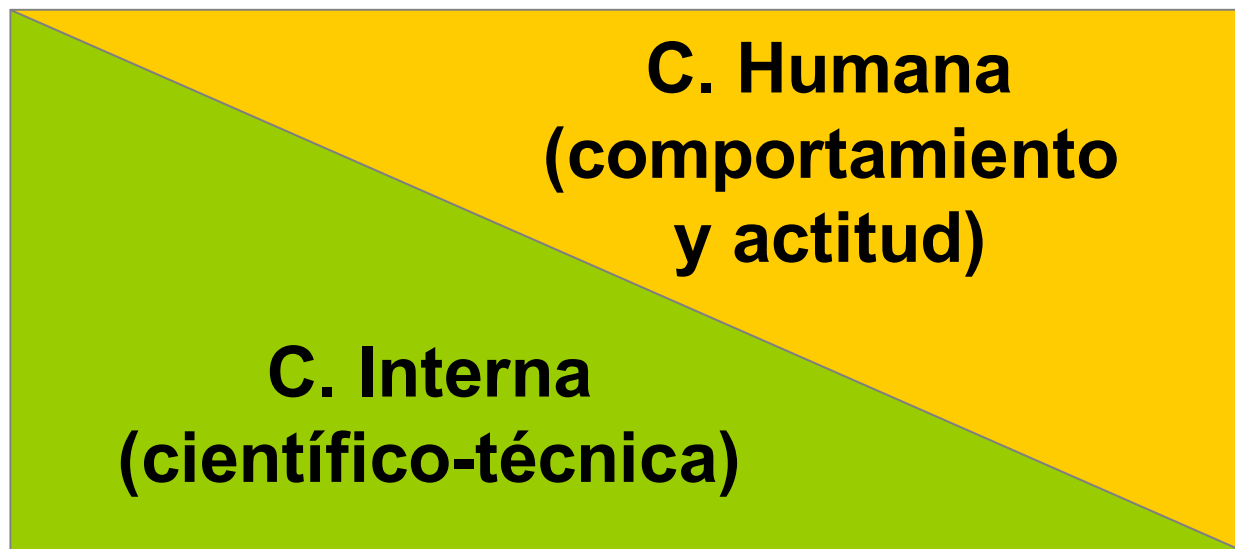 C. Humana
(comportamiento
y actitud)
C. Interna
(científico-técnica)